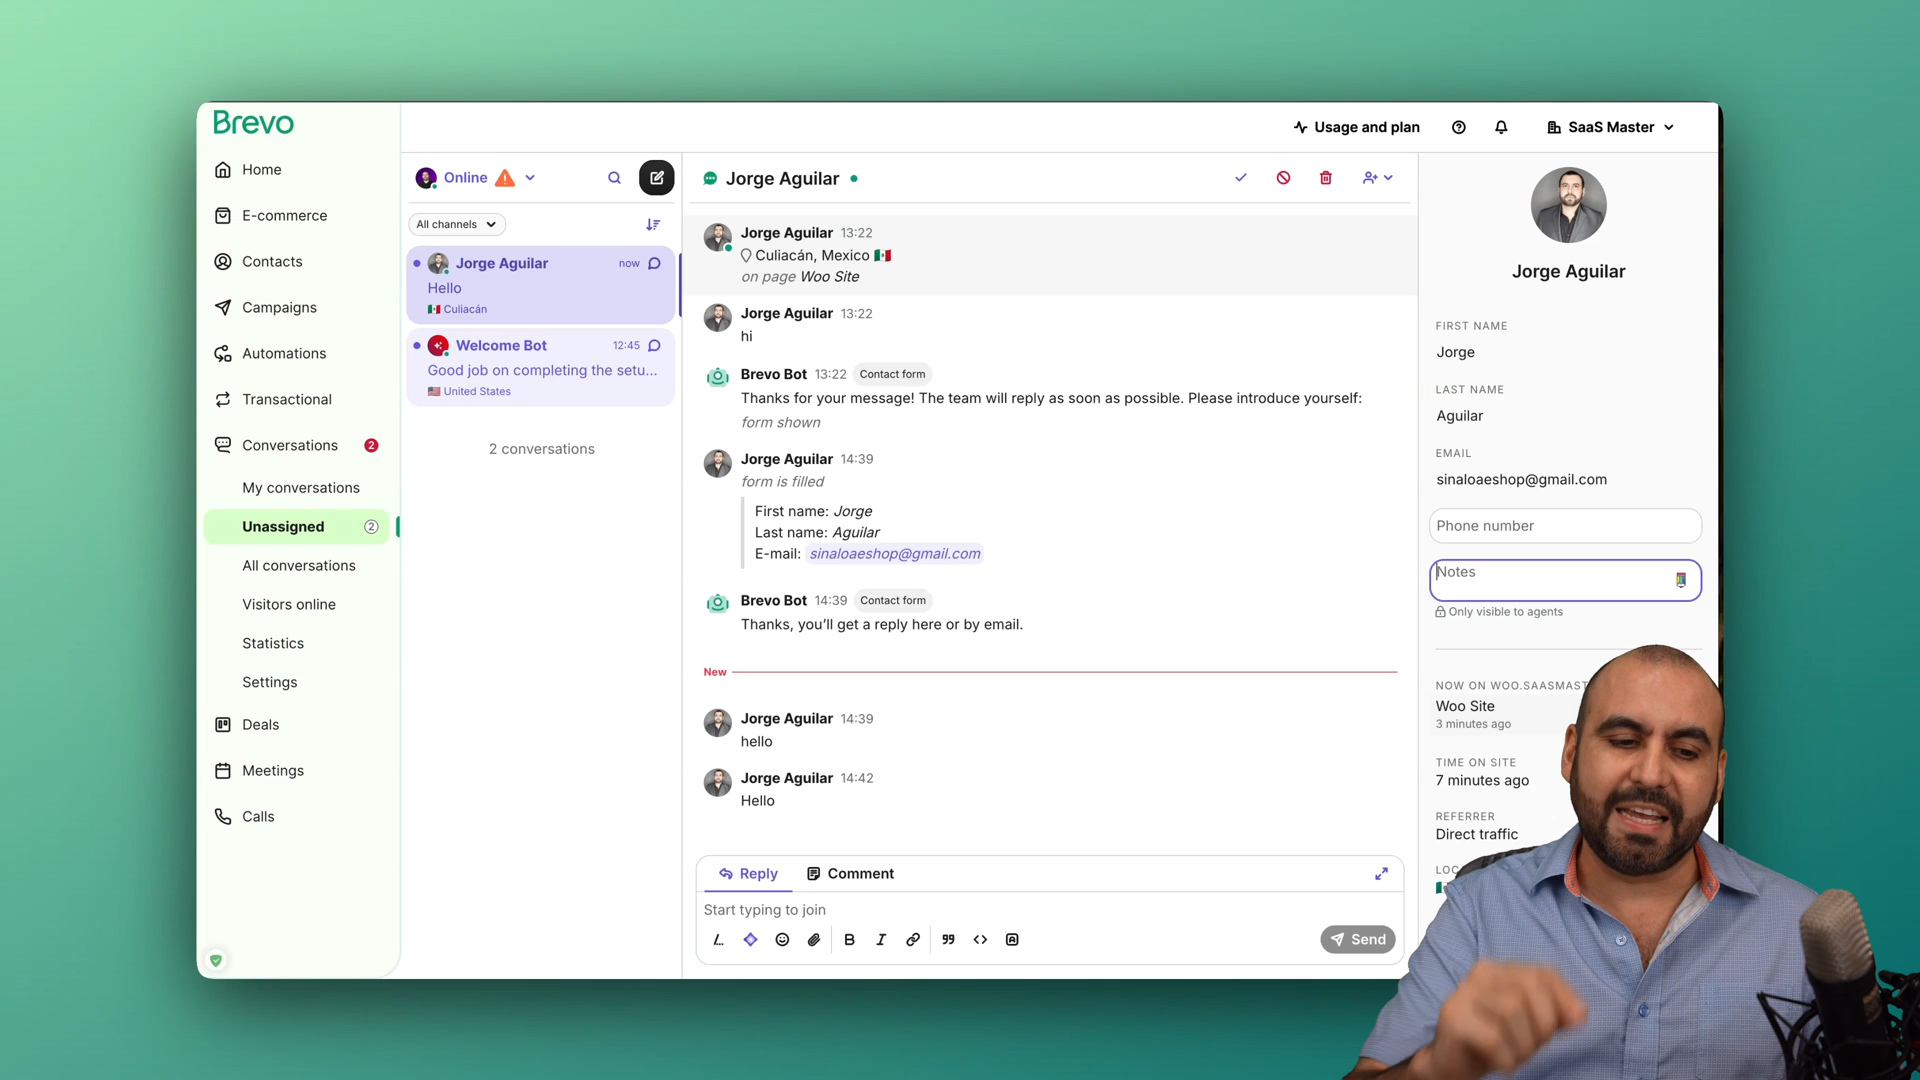 Brevo
Home
E-commerce
Contacts
Campaigns
Automations
Transactional
Conversations 2
My conversations
Unassigned 2
All conversations
Visitors online
Statistics
Settings
Deals
Meetings
Calls
Usage and plan
SaaS Master
Online
All channels
Jorge Aguilar now
Hello
Culiacán
Welcome Bot 12:45
Good job on completing the setu...
United States
2 conversations
Jorge Aguilar
Jorge Aguilar 13:22
Culiacán, Mexico
on page Woo Site
Jorge Aguilar 13:22
hi
Brevo Bot 13:22 Contact form
Thanks for your message! The team will reply as soon as possible. Please introduce yourself:
form shown
Jorge Aguilar 14:39
form is filled
First name: Jorge
Last name: Aguilar
E-mail: sinaloaeshop@gmail.com
Brevo Bot 14:39 Contact form
Thanks, you'll get a reply here or by email.
New
Jorge Aguilar 14:39
hello
Jorge Aguilar 14:42
Hello
Reply Comment
Start typing to join
Send
Jorge Aguilar
FIRST NAME
Jorge
LAST NAME
Aguilar
EMAIL
sinaloaeshop@gmail.com
Phone number
Notes
Only visible to agents
NOW ON WOO.SAASMAST
Woo Site
3 minutes ago
TIME ON SITE
7 minutes ago
REFERRER
Direct traffic